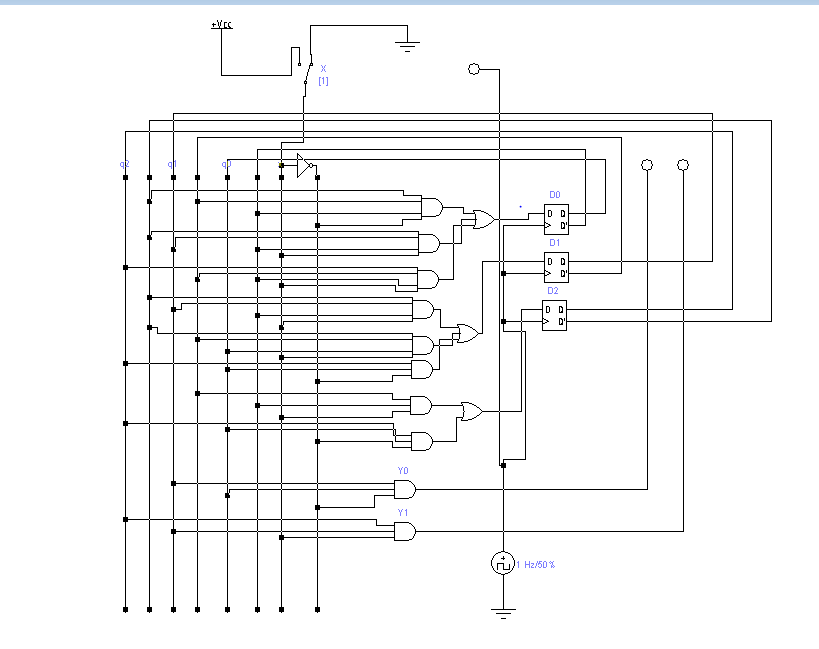 +Vcc
X
[1]
q2
q1
q0
x
D0
D Q
Q'
D1
D Q
Q'
D2
D Q
Q'
Y0
Y1
+
1 Hz/50%